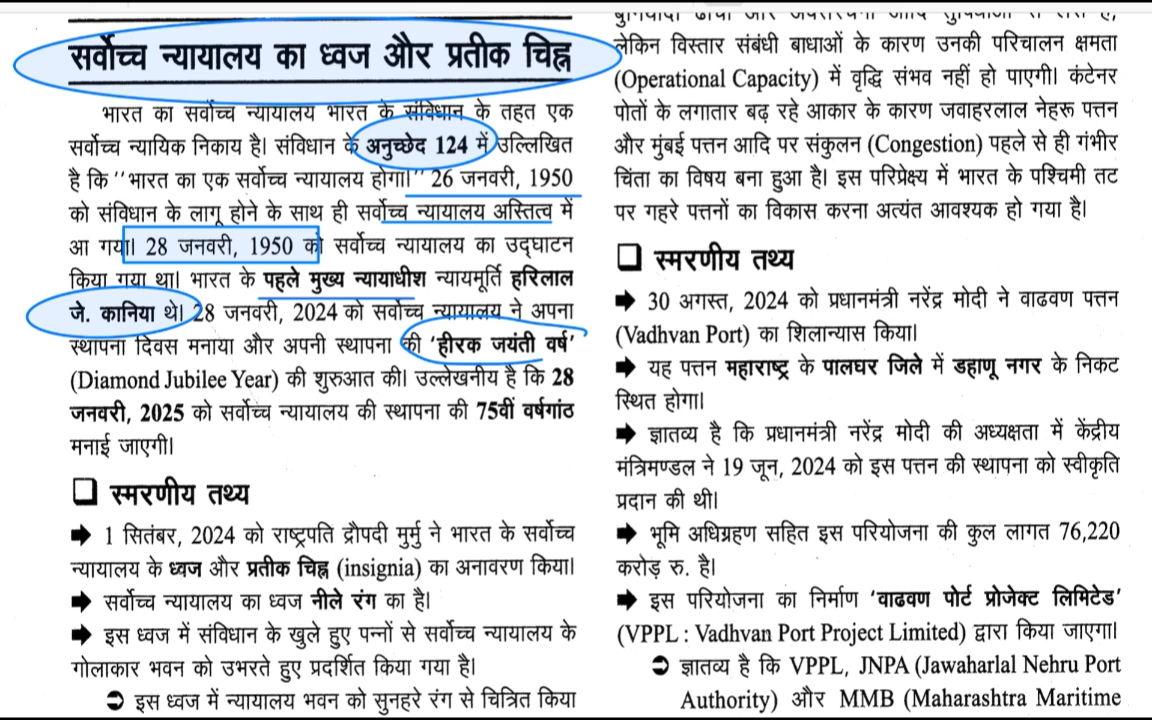 सर्वोच्च न्यायालय का ध्वज और प्रतीक चिह्न
भारत का सर्वोच्च न्यायालय भारत के संविधान के तहत एक
सर्वोच्च न्यायिक निकाय है। संविधान के अनुच्छेद 124 में उल्लिखित
है कि ''भारत का एक सर्वोच्च न्यायालय होगा।'' 26 जनवरी, 1950
को संविधान के लागू होने के साथ ही सर्वोच्च न्यायालय अस्तित्व में
आ गया। 28 जनवरी, 1950 को सर्वोच्च न्यायालय का उद्घाटन
किया गया था। भारत के पहले मुख्य न्यायाधीश न्यायमूर्ति हरिलाल
जे. कानिया थे। 28 जनवरी, 2024 को सर्वोच्च न्यायालय ने अपना
स्थापना दिवस मनाया और अपनी स्थापना की 'हीरक जयंती वर्ष'
(Diamond Jubilee Year) की शुरुआत की। उल्लेखनीय है कि 28
जनवरी, 2025 को सर्वोच्च न्यायालय की स्थापना की 75वीं वर्षगांठ
मनाई जाएगी।
❑ स्मरणीय तथ्य
➡ 1 सितंबर, 2024 को राष्ट्रपति द्रौपदी मुर्मु ने भारत के सर्वोच्च
न्यायालय के ध्वज और प्रतीक चिह्न (insignia) का अनावरण किया।
➡ सर्वोच्च न्यायालय का ध्वज नीले रंग का है।
➡ इस ध्वज में संविधान के खुले हुए पन्नों से सर्वोच्च न्यायालय के
गोलाकार भवन को उभरते हुए प्रदर्शित किया गया है।
➲ इस ध्वज में न्यायालय भवन को सुनहरे रंग से चित्रित किया
लेकिन विस्तार संबंधी बाधाओं के कारण उनकी परिचालन क्षमता
(Operational Capacity) में वृद्धि संभव नहीं हो पाएगी। कंटेनर
पोतों के लगातार बढ़ रहे आकार के कारण जवाहरलाल नेहरू पत्तन
और मुंबई पत्तन आदि पर संकुलन (Congestion) पहले से ही गंभीर
चिंता का विषय बना हुआ है। इस परिप्रेक्ष्य में भारत के पश्चिमी तट
पर गहरे पत्तनों का विकास करना अत्यंत आवश्यक हो गया है।
❑ स्मरणीय तथ्य
➡ 30 अगस्त, 2024 को प्रधानमंत्री नरेंद्र मोदी ने वाढवण पत्तन
(Vadhvan Port) का शिलान्यास किया।
➡ यह पत्तन महाराष्ट्र के पालघर जिले में डहाणू नगर के निकट
स्थित होगा।
➡ ज्ञातव्य है कि प्रधानमंत्री नरेंद्र मोदी की अध्यक्षता में केंद्रीय
मंत्रिमण्डल ने 19 जून, 2024 को इस पत्तन की स्थापना को स्वीकृति
प्रदान की थी।
➡ भूमि अधिग्रहण सहित इस परियोजना की कुल लागत 76,220
करोड़ रु. है।
➡ इस परियोजना का निर्माण 'वाढवण पोर्ट प्रोजेक्ट लिमिटेड'
(VPPL : Vadhvan Port Project Limited) द्वारा किया जाएगा।
➲ ज्ञातव्य है कि VPPL, JNPA (Jawaharlal Nehru Port
Authority) और MMB (Maharashtra Maritime